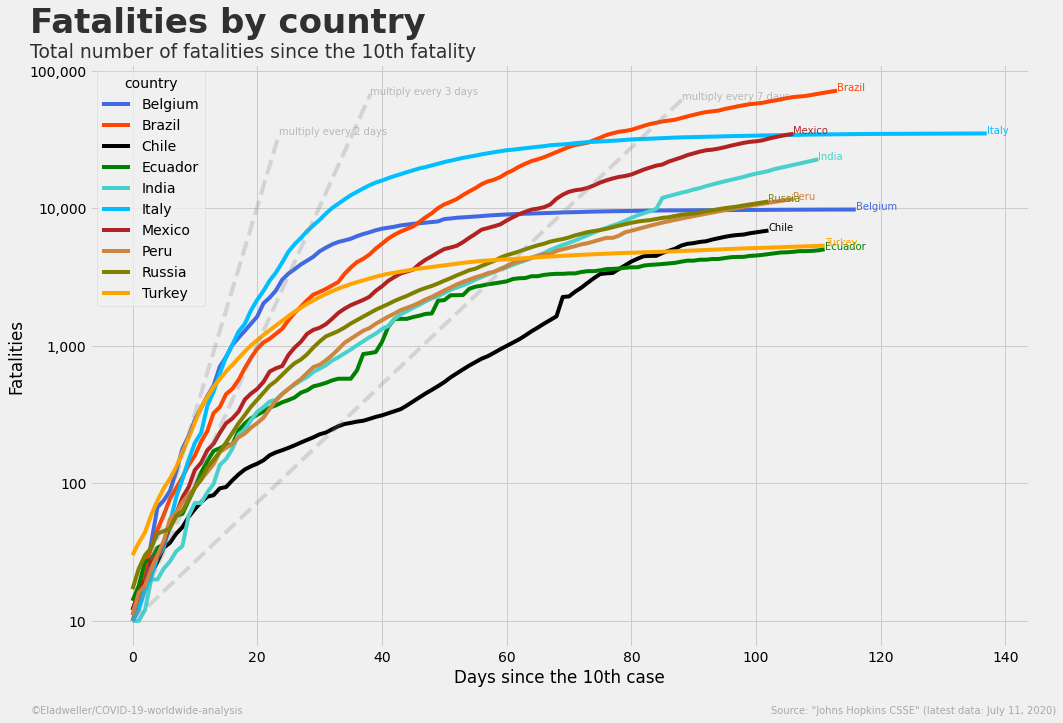 Fatalities by country
Total number of fatalities since the 10th fatality
100,000
10,000
1,000
100
10
Fatalities
country
Belgium
Brazil
Chile
Ecuador
India
Italy
Mexico
Peru
Russia
Turkey
multiply every 2 days
multiply every 3 days
multiply every 7 days
Brazil
Mexico
Italy
India
Russia
Peru
Belgium
Chile
Turkey
Ecuador
0 20 40 60 80 100 120 140
Days since the 10th case
©Eladweller/COVID-19-worldwide-analysis
Source: "Johns Hopkins CSSE" (latest data: July 11, 2020)